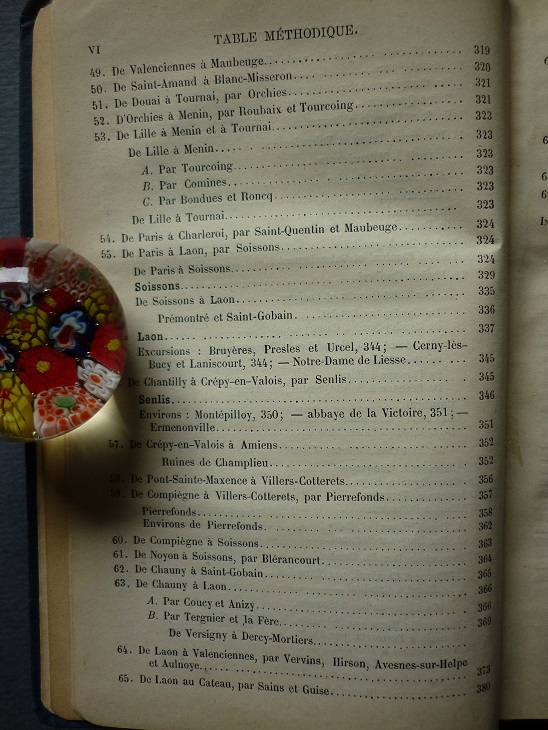 VI
TABLE MÉTHODIQUE.
49. De Valenciennes à Maubeuge 319
50. De Saint-Amand à Blanc-Misseron 320
51. De Douai à Tournai, par Orchies 321
52. D'Orchies à Menin, par Roubaix et Tourcoing 321
53. De Lille à Menin et à Tournai 323
De Lille à Menin 323
A. Par Tourcoing 323
B. Par Comines 323
C. Par Bondues et Roncq 323
De Lille à Tournai 323
54. De Paris à Charleroi, par Saint-Quentin et Maubeuge 324
55. De Paris à Laon, par Soissons 324
De Paris à Soissons 324
Soissons 329
De Soissons à Laon 335
Prémontré et Saint-Gobain 336
Laon 337
Excursions : Bruyères, Presles et Urcel, 344; — Cerny-lès-
Bucy et Laniscourt, 344; — Notre-Dame de Liesse 345
De Chantilly à Crépy-en-Valois, par Senlis 345
Senlis 346
Environs : Montépilloy, 350; — abbaye de la Victoire, 351; —
Ermenonville 351
57. De Crépy-en-Valois à Amiens 352
Ruines de Champlieu 352
58. De Pont-Sainte-Maxence à Villers-Cotterets 356
59. De Compiègne à Villers-Cotterets, par Pierrefonds 357
Pierrefonds 358
Environs de Pierrefonds 362
60. De Compiègne à Soissons 363
61. De Noyon à Soissons, par Blérancourt 364
62. De Chauny à Saint-Gobain 365
63. De Chauny à Laon 366
A. Par Coucy et Anizy 366
B. Par Tergnier et la Fère 369
De Versigny à Dercy-Mortiers
64. De Laon à Valenciennes, par Vervins, Hirson, Avesnes-sur-Helpe
et Aulnoye 373
65. De Laon au Cateau, par Sains et Guise 380